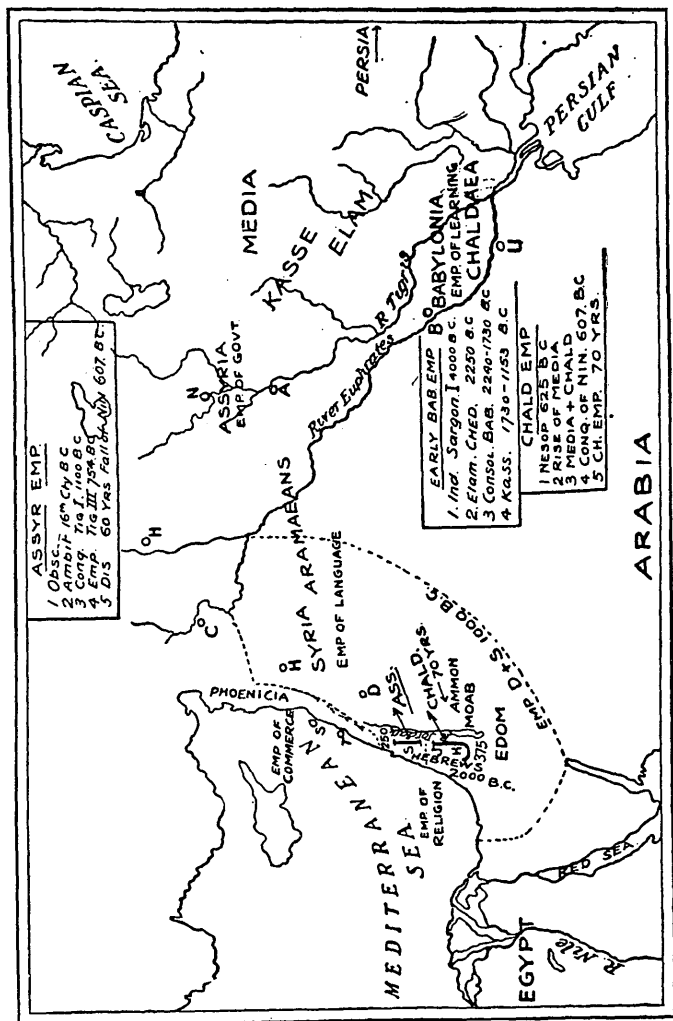 CASPIAN
SEA.
PERSIA
PERSIAN
GULF
MEDIA
KASSE
ELAM
ASSYR EMP.
1 Obsc.
2 Ambit 16th Cty B C
3 Conq. TIG I. 1100 B C
4 Emp. TIG III 754 B C
5 DIS 60 YRS Fall of NIN 607. B C.
N
ASSYRIA
EMP OF GOVT
A
R Tigris
River Euphrates
B
BABYLONIA
EMP. OF LEARNING
CHALDAEA
U
EARLY BAB EMP
1. Ind. Sargon I 4000 B.C.
2. Elam. CHED. 2250 B.C
3 Consol. BAB. 2240-1730 B.C
4 Kass. 1730-1153 B.C
CHALD EMP
1 NESOP 625 B C
2 RISE OF MEDIA
3 MEDIA + CHALD
4 CONQ. OF NIN. 607. B.C
5 CH. EMP. 70 YRS.
ARABIA
H
C
H
SYRIA ARAMAEANS
EMP OF LANGUAGE
PHOENICIA
EMP OF
COMMERCE
S
T
D
250
ASS.
CHALD.
70 YRS.
AMMON
MOAB
EDOM
S
I
J
HEBREWS
375
2000 B.C.
EMP D + S. 1000 B.C.
EMP. OF
RELIGION
MEDITERRANEAN
SEA.
EGYPT
R. Nile
RED SEA.